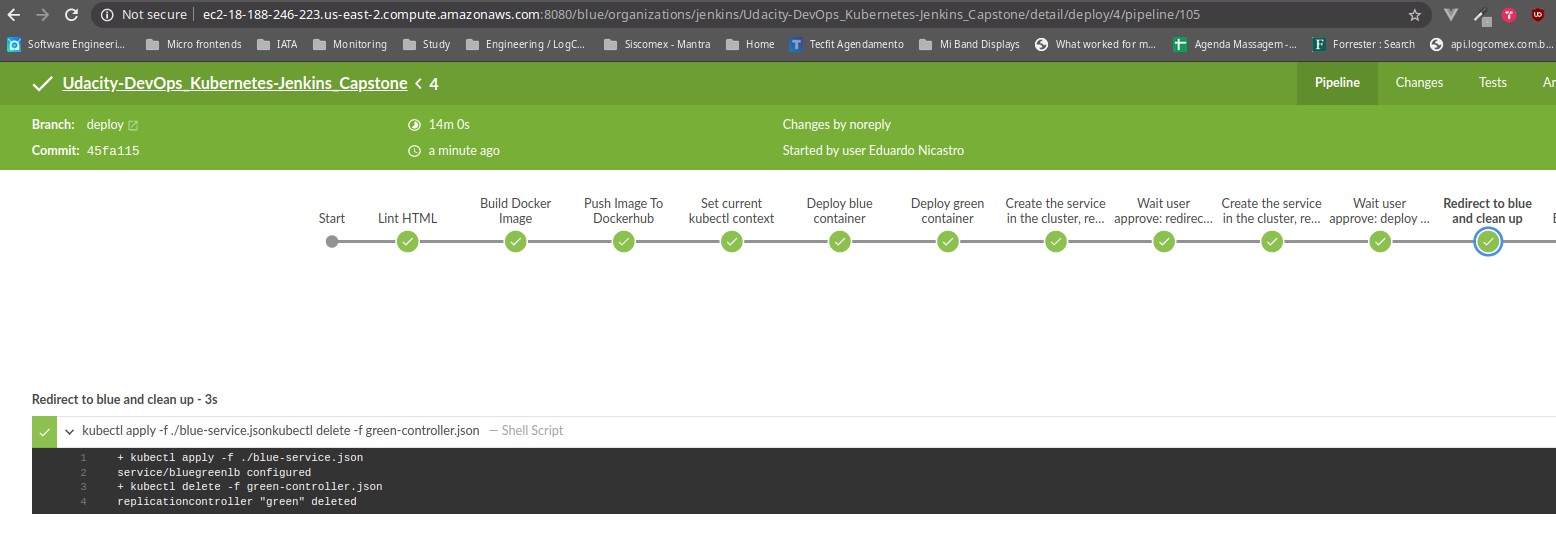 Not secure ec2-18-188-246-223.us-east-2.compute.amazonaws.com:8080/blue/organizations/jenkins/Udacity-DevOps_Kubernetes-Jenkins_Capstone/detail/deploy/4/pipeline/105
Software Engineeri... Micro frontends IATA Monitoring Study Engineering / LogC... Siscomex - Mantra Home Tecfit Agendamento Mi Band Displays What worked for m... Agenda Massagem -... Forrester : Search api.logcomex.com.b...
Udacity-DevOps_Kubernetes-Jenkins_Capstone < 4 Pipeline Changes Tests Ar
Branch: deploy 14m 0s Changes by noreply
Commit: 45fa115 a minute ago Started by user Eduardo Nicastro
Start
Lint HTML
Build Docker
Image
Push Image To
Dockerhub
Set current
kubectl context
Deploy blue
container
Deploy green
container
Create the service
in the cluster, re...
Wait user
approve: redirec...
Create the service
in the cluster, re...
Wait user
approve: deploy ...
Redirect to blue
and clean up
Redirect to blue and clean up - 3s
kubectl apply -f ./blue-service.jsonkubectl delete -f green-controller.json — Shell Script
1 + kubectl apply -f ./blue-service.json
2 service/bluegreenlb configured
3 + kubectl delete -f green-controller.json
4 replicationcontroller "green" deleted